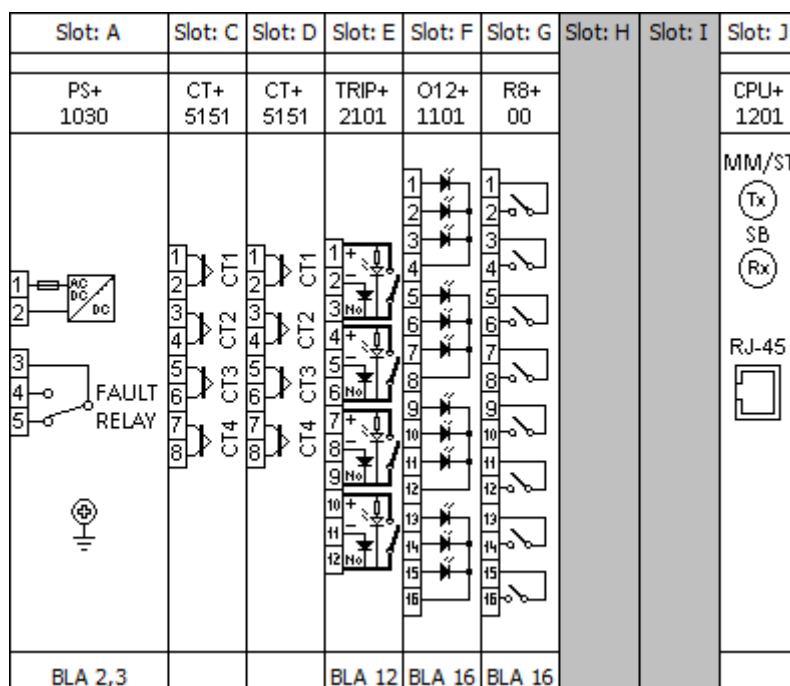 Slot: A
Slot: C
Slot: D
Slot: E
Slot: F
Slot: G
Slot: H
Slot: I
Slot: J
PS+
1030
CT+
5151
CT+
5151
TRIP+
2101
O12+
1101
R8+
00
CPU+
1201
1
2
AC
DC
DC
3
4
5
FAULT
RELAY
1
2
CT1
3
4
CT2
5
6
CT3
7
8
CT4
1
2
CT1
3
4
CT2
5
6
CT3
7
8
CT4
1
+
2
-
3
No
4
+
5
-
6
No
7
+
8
-
9
No
10
+
11
-
12
No
1
2
3
4
5
6
7
8
9
10
11
12
13
14
15
16
1
2
3
4
5
6
7
8
9
10
11
12
13
14
15
16
MM/ST
Tx
SB
Rx
RJ-45
BLA 2,3
BLA 12
BLA 16
BLA 16